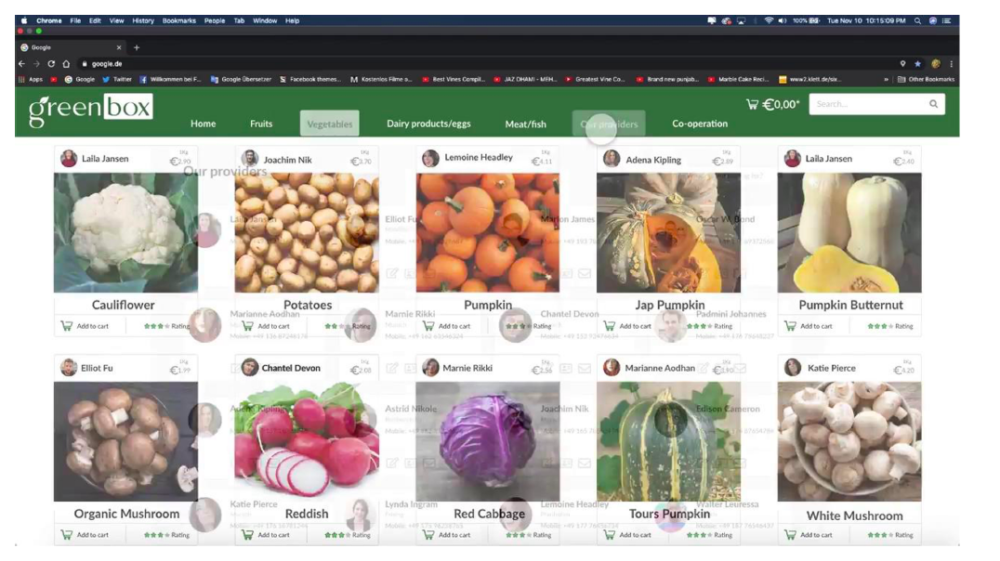 Chrome File Edit View History Bookmarks People Tab Window Help
100% Tue Nov 10 10:15:09 PM
Google
google.de
Apps Google Twitter Willkommen bei F... Google Übersetzer Facebook themes... Kostenlos Filme o... Best Vines Compil... JAZ DHAMI - MEH... Greatest Vine Co... Brand new punjab... Marble Cake Reci... www2.klett.de/six... » Other Bookmarks
greenbox
€0,00* Search...
Home Fruits Vegetables Dairy products/eggs Meat/fish Our providers Co-operation
Laila Jansen 1Kg €2.90
Joachim Nik 1Kg €3.70
Lemoine Headley 1Kg €4.11
Adena Kipling 1Kg
Laila Jansen 1Kg €2.40
Our providers
Laila Jansen Elliot Fu Marlon James Oscar W. Bond
Cauliflower Potatoes Pumpkin Jap Pumpkin Pumpkin Butternut
Marianne Aodhan Marnie Rikki Chantel Devon Padmini Johannes
Add to cart Rating Add to cart Rating Add to cart Rating Add to cart Rating Add to cart Rating
Elliot Fu 1Kg €1.99
Chantel Devon 1Kg
Marnie Rikki 1Kg
Marianne Aodhan 1Kg
Katie Pierce 1Kg €4.20
Adena Kipling Astrid Nikole Joachim Nik Edison Cameron
Katie Pierce Lynda Ingram Lemoine Headley Walter Leuressa
Organic Mushroom Reddish Red Cabbage Tours Pumpkin White Mushroom
Add to cart Rating Add to cart Rating Add to cart Rating Add to cart Rating Add to cart Rating